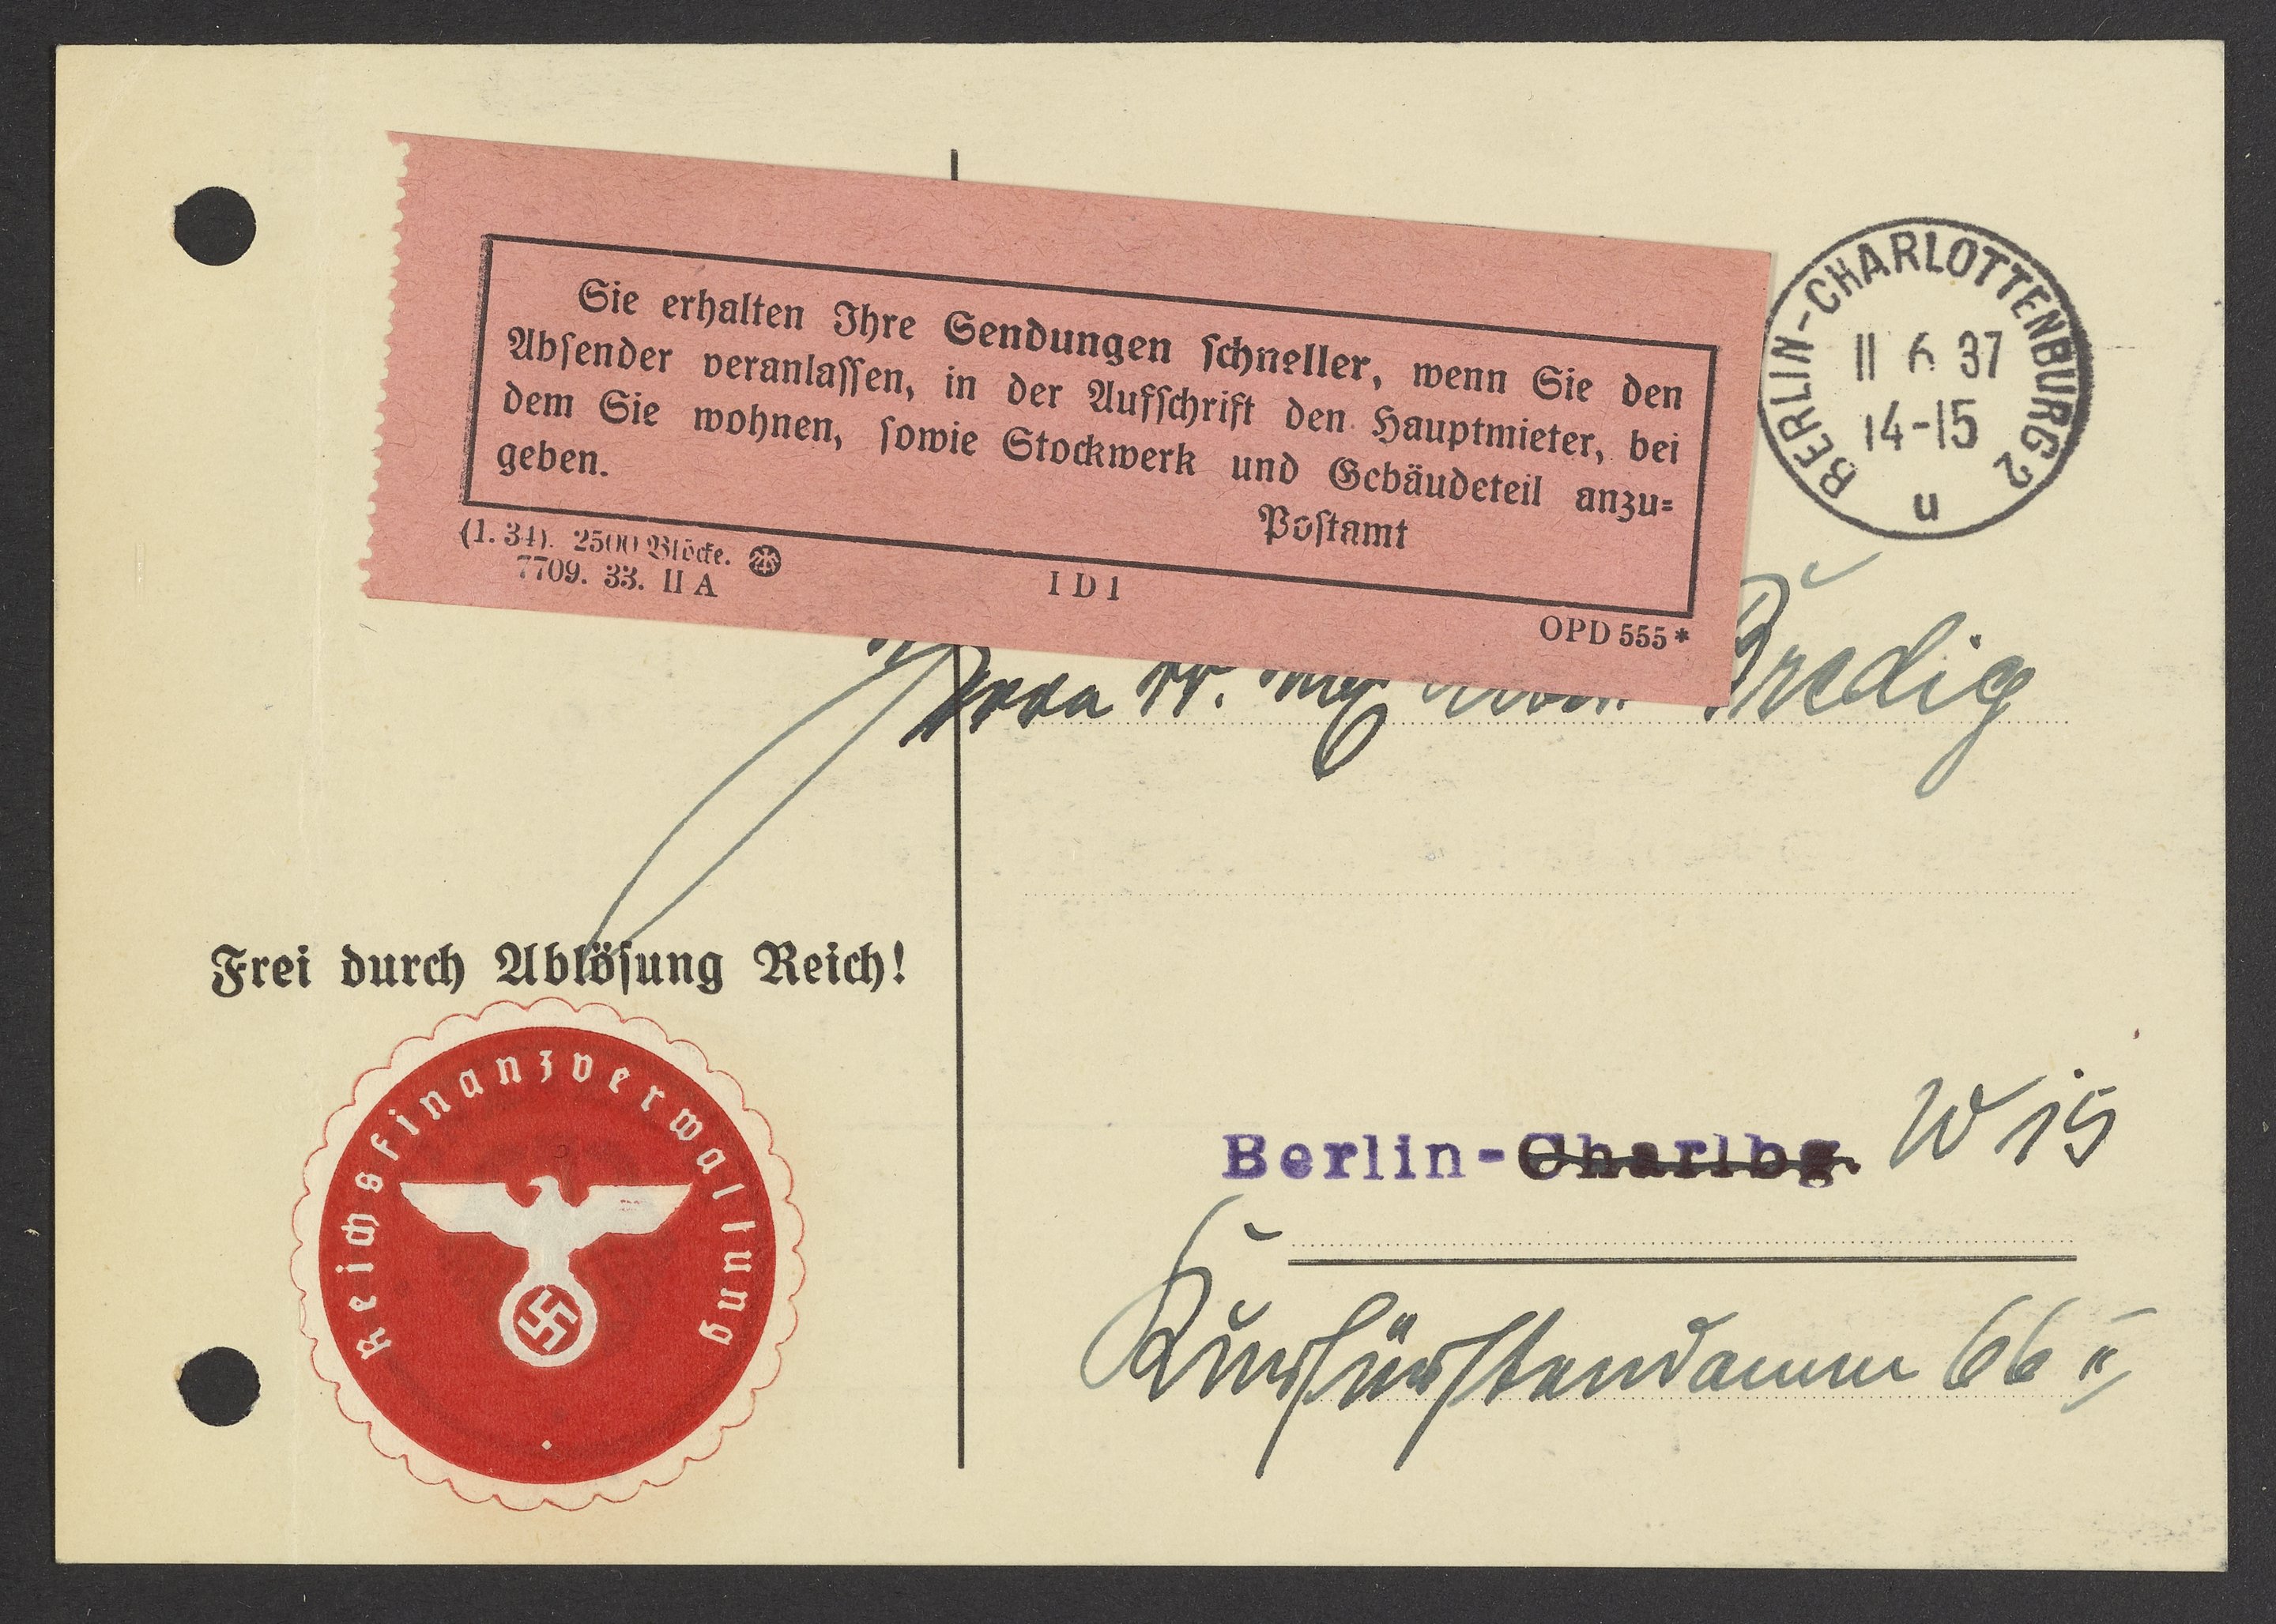 Sie erhalten Ihre Sendungen schneller, wenn Sie den
Absender veranlassen, in der Aufschrift den Hauptmieter, bei
dem Sie wohnen, sowie Stockwerk und Gebäudeteil anzu=
geben.
Postamt
(1. 34). 2500 Blöcke.
7709. 33. II A
I D 1
OPD 555*
BERLIN-CHARLOTTENBURG 2
11 6 37
14-15
u
Bredig
Frei durch Ablösung Reich!
Reichsfinanzverwaltung
Berlin-Charlbg. W 15
Kurfürstendamm 66 II